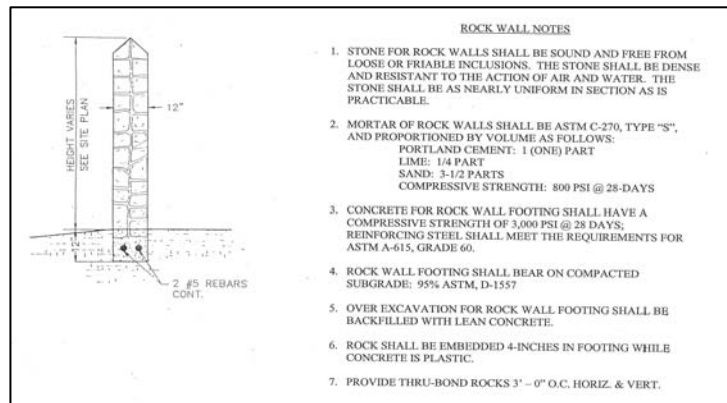 HEIGHT VARIES
SEE SITE PLAN
12"
12"
2 #5 REBARS
CONT.
ROCK WALL NOTES
1. STONE FOR ROCK WALLS SHALL BE SOUND AND FREE FROM
LOOSE OR FRIABLE INCLUSIONS. THE STONE SHALL BE DENSE
AND RESISTANT TO THE ACTION OF AIR AND WATER. THE
STONE SHALL BE AS NEARLY UNIFORM IN SECTION AS IS
PRACTICABLE.
2. MORTAR OF ROCK WALLS SHALL BE ASTM C-270, TYPE “S”,
AND PROPORTIONED BY VOLUME AS FOLLOWS:
PORTLAND CEMENT: 1 (ONE) PART
LIME: 1/4 PART
SAND: 3-1/2 PARTS
COMPRESSIVE STRENGTH: 800 PSI @ 28-DAYS
3. CONCRETE FOR ROCK WALL FOOTING SHALL HAVE A
COMPRESSIVE STRENGTH OF 3,000 PSI @ 28 DAYS;
REINFORCING STEEL SHALL MEET THE REQUIREMENTS FOR
ASTM A-615, GRADE 60.
4. ROCK WALL FOOTING SHALL BEAR ON COMPACTED
SUBGRADE: 95% ASTM, D-1557
5. OVER EXCAVATION FOR ROCK WALL FOOTING SHALL BE
BACKFILLED WITH LEAN CONCRETE.
6. ROCK SHALL BE EMBEDDED 4-INCHES IN FOOTING WHILE
CONCRETE IS PLASTIC.
7. PROVIDE THRU-BOND ROCKS 3’ – 0” O.C. HORIZ. & VERT.